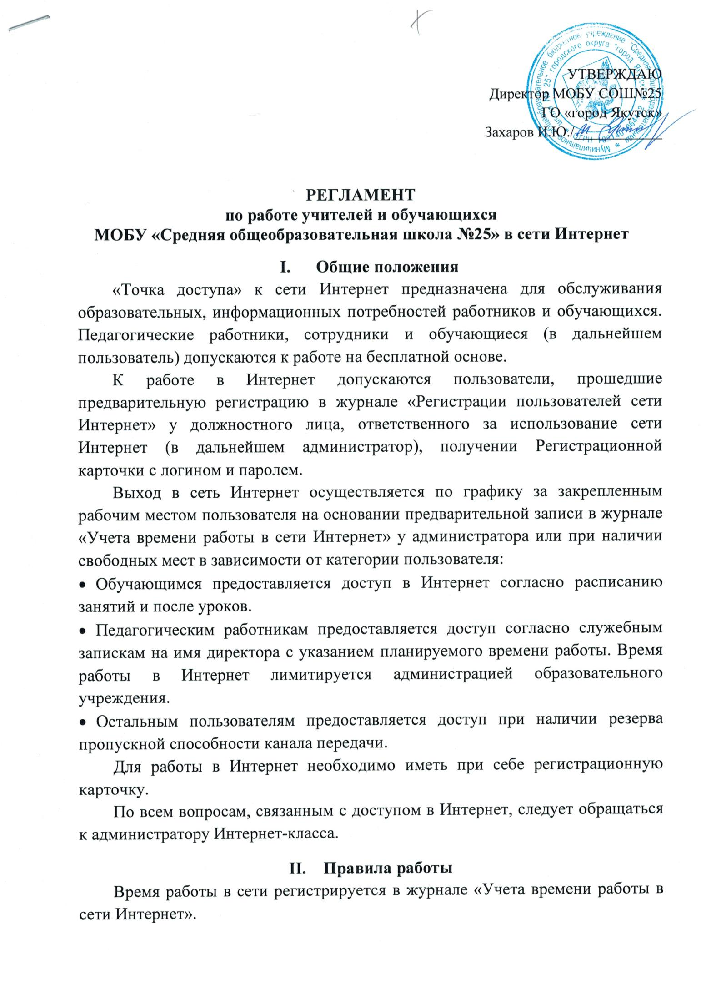 УТВЕРЖДАЮ
Директор МОБУ СОШ№25
ГО «город Якутск»
Захаров И.Ю./
Муниципальное общеобразовательное бюджетное учреждение "Средняя общеобразовательная
школа № 25" городского округа "город Якутск"
ОГРН
РЕГЛАМЕНТ
по работе учителей и обучающихся
МОБУ «Средняя общеобразовательная школа №25» в сети Интернет
I. Общие положения
«Точка доступа» к сети Интернет предназначена для обслуживания
образовательных, информационных потребностей работников и обучающихся.
Педагогические работники, сотрудники и обучающиеся (в дальнейшем
пользователь) допускаются к работе на бесплатной основе.
К работе в Интернет допускаются пользователи, прошедшие
предварительную регистрацию в журнале «Регистрации пользователей сети
Интернет» у должностного лица, ответственного за использование сети
Интернет (в дальнейшем администратор), получении Регистрационной
карточки с логином и паролем.
Выход в сеть Интернет осуществляется по графику за закрепленным
рабочим местом пользователя на основании предварительной записи в журнале
«Учета времени работы в сети Интернет» у администратора или при наличии
свободных мест в зависимости от категории пользователя:
• Обучающимся предоставляется доступ в Интернет согласно расписанию
занятий и после уроков.
• Педагогическим работникам предоставляется доступ согласно служебным
запискам на имя директора с указанием планируемого времени работы. Время
работы в Интернет лимитируется администрацией образовательного
учреждения.
• Остальным пользователям предоставляется доступ при наличии резерва
пропускной способности канала передачи.
Для работы в Интернет необходимо иметь при себе регистрационную
карточку.
По всем вопросам, связанным с доступом в Интернет, следует обращаться
к администратору Интернет-класса.
II. Правила работы
Время работы в сети регистрируется в журнале «Учета времени работы в
сети Интернет».